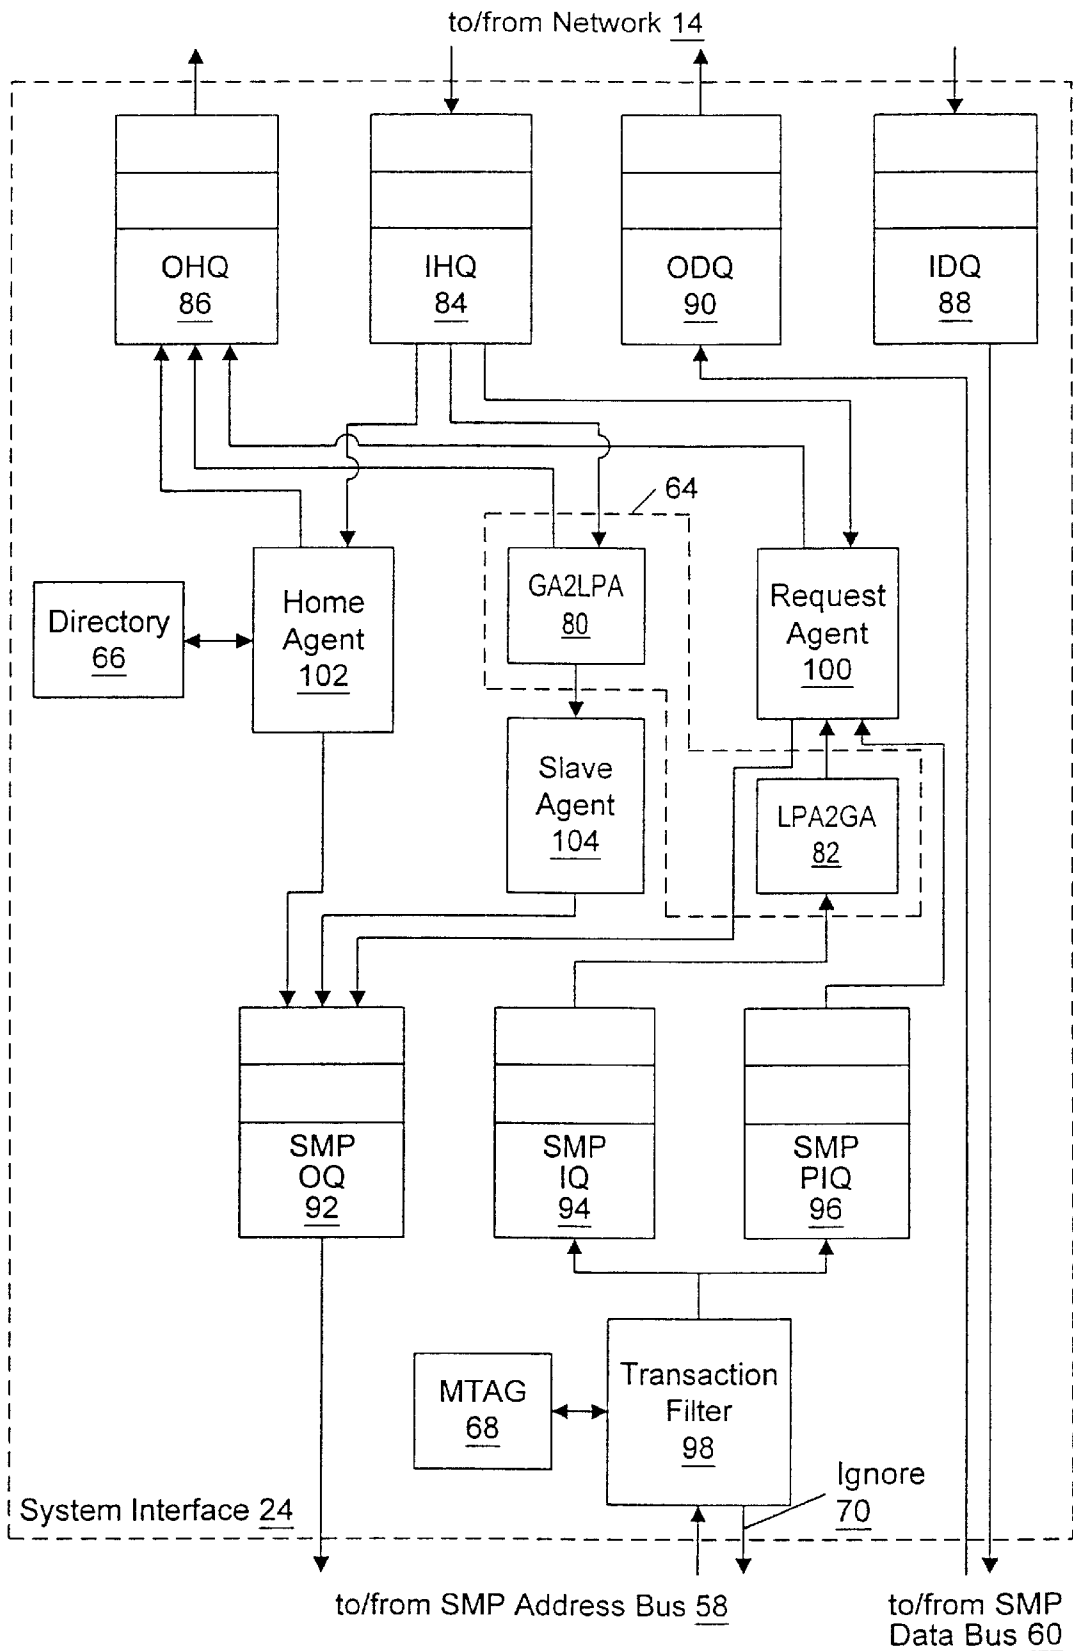 to/from Network 14
OHQ
86
IHQ
84
ODQ
90
IDQ
88
64
Directory
66
Home
Agent
102
GA2LPA
80
Request
Agent
100
Slave
Agent
104
LPA2GA
82
SMP
OQ
92
SMP
IQ
94
SMP
PIQ
96
MTAG
68
Transaction
Filter
98
Ignore
70
System Interface 24
to/from SMP Address Bus 58
to/from SMP
Data Bus 60